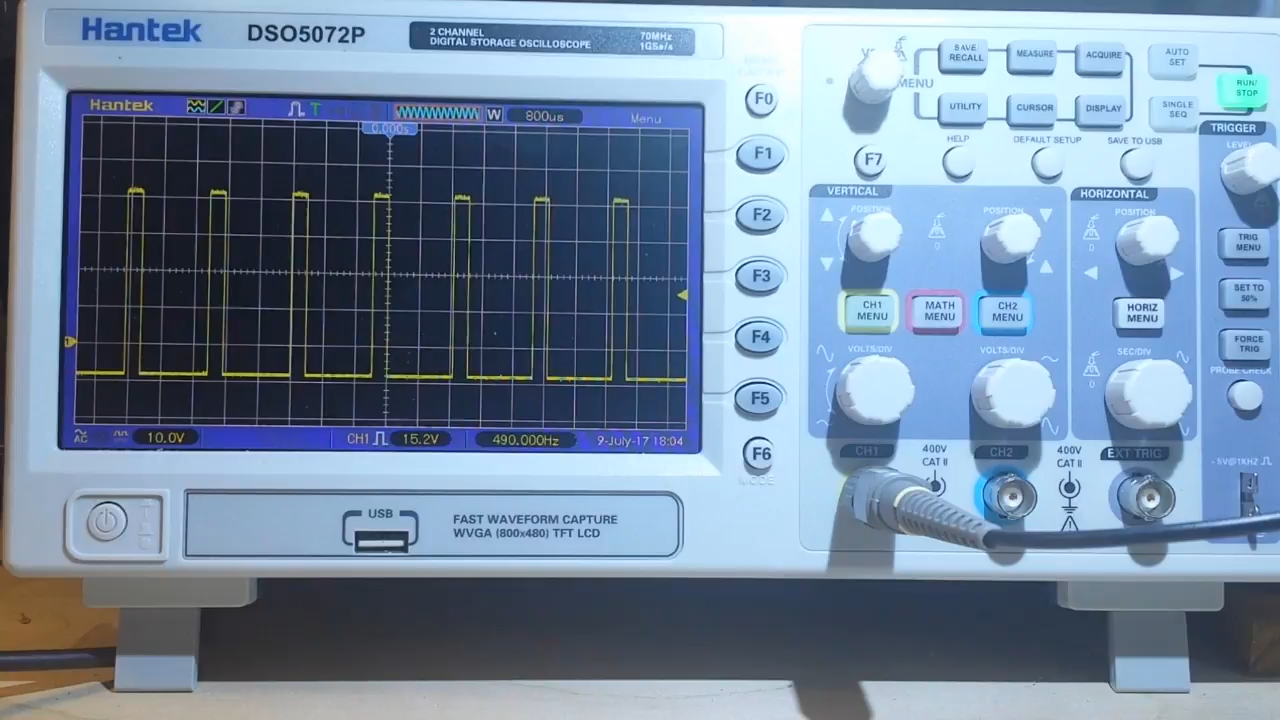 Hantek
DSO5072P
2 CHANNEL
DIGITAL STORAGE OSCILLOSCOPE
70MHz
1GSa/s
Hantek
T
W
800us
Menu
0.000s
AC
10.0V
CH1
15.2V
490.000Hz
9-July-17 18:04
F0
F1
F2
F3
F4
F5
F6
USB
FAST WAVEFORM CAPTURE
WVGA (800x480) TFT LCD
MENU
SAVE
RECALL
MEASURE
ACQUIRE
AUTO
SET
RUN/
STOP
UTILITY
CURSOR
DISPLAY
SINGLE
SEQ
F7
HELP
DEFAULT SETUP
SAVE TO USB
TRIGGER
LEVEL
VERTICAL
HORIZONTAL
POSITION
POSITION
POSITION
TRIG
MENU
CH1
MENU
MATH
MENU
CH2
MENU
HORIZ
MENU
SET TO
50%
FORCE
TRIG
VOLTS/DIV
VOLTS/DIV
SEC/DIV
PROBE CHECK
CH1
400V
CAT II
CH2
400V
CAT II
EXT TRIG